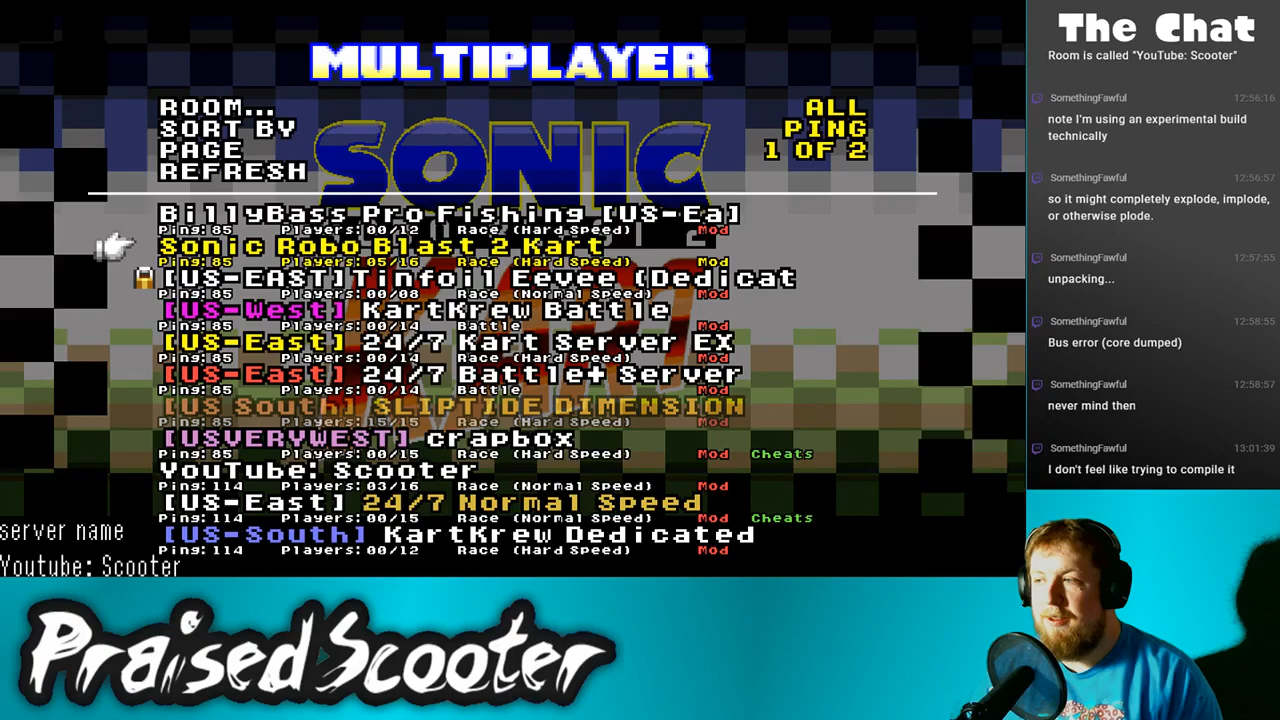 MULTIPLAYER
ROOM... ALL
SORT BY PING
PAGE 1 OF 2
REFRESH
SONIC
BillyBass Pro Fishing [US-Ea]
Ping: 85 Players: 00/12 Race (Hard Speed) Mod
Sonic Robo Blast 2 Kart
Ping: 85 Players: 05/16 Race (Hard Speed) Mod
[US-EAST]Tinfoil Eevee (Dedicat
Ping: 85 Players: 00/08 Race (Normal Speed) Mod
[US-West] KartKrew Battle
Ping: 85 Players: 00/14 Battle Mod
[US-East] 24/7 Kart Server EX
Ping: 85 Players: 00/14 Race (Hard Speed) Mod
[US-East] 24/7 Battle+ Server
Ping: 85 Players: 00/14 Battle Mod
[US South] SLIPTIDE DIMENSION
Ping: 85 Players: 15/15 Race (Hard Speed) Mod
[USVERYWEST] crapbox
Ping: 85 Players: 00/15 Race (Hard Speed) Mod Cheats
YouTube: Scooter
Ping: 114 Players: 03/16 Race (Normal Speed) Mod
[US-East] 24/7 Normal Speed
Ping: 114 Players: 00/15 Race (Normal Speed) Mod Cheats
[US-South] KartKrew Dedicated
Ping: 114 Players: 00/12 Race (Hard Speed) Mod
server name
Youtube: Scooter
PraisedScooter
The Chat
Room is called "YouTube: Scooter"
SomethingFawful 12:56:16
note I'm using an experimental build
technically
SomethingFawful 12:56:57
so it might completely explode, implode,
or otherwise plode.
SomethingFawful 12:57:55
unpacking...
SomethingFawful 12:58:55
Bus error (core dumped)
SomethingFawful 12:58:57
never mind then
SomethingFawful 13:01:39
I don't feel like trying to compile it